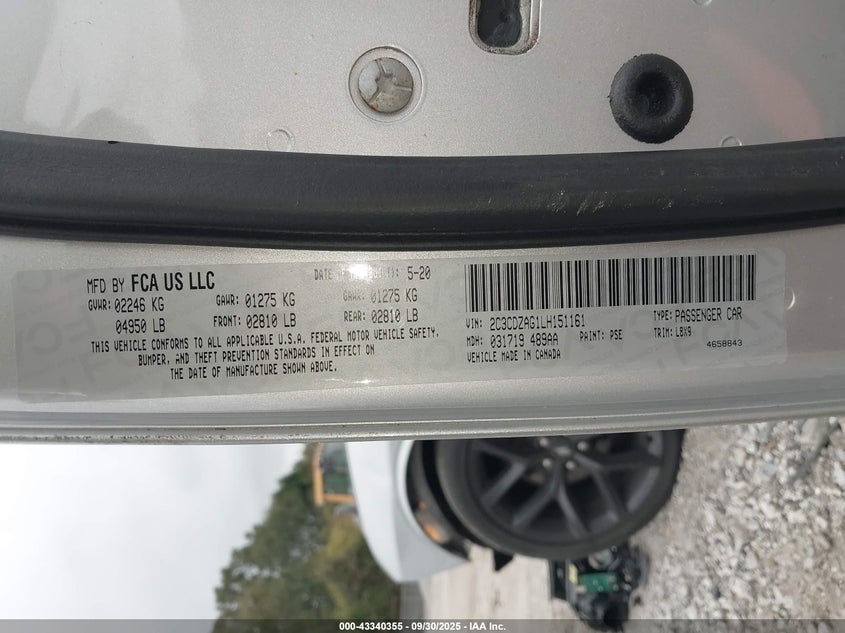 MFD BY FCA US LLC
DATE 5-20
GVWR: 02246 KG GAWR: 01275 KG GAWR: 01275 KG
04950 LB FRONT: 02810 LB REAR: 02810 LB
THIS VEHICLE CONFORMS TO ALL APPLICABLE U.S.A. FEDERAL MOTOR VEHICLE SAFETY,
BUMPER, AND THEFT PREVENTION STANDARDS IN EFFECT ON
THE DATE OF MANUFACTURE SHOWN ABOVE.
VIN: 2C3CDZAG1LH151161 TYPE: PASSENGER CAR
MDH: 031719 489AA PAINT: PSE TRIM: LBX9
VEHICLE MADE IN CANADA 4658843
000-43340355 - 09/30/2025 - IAA Inc.